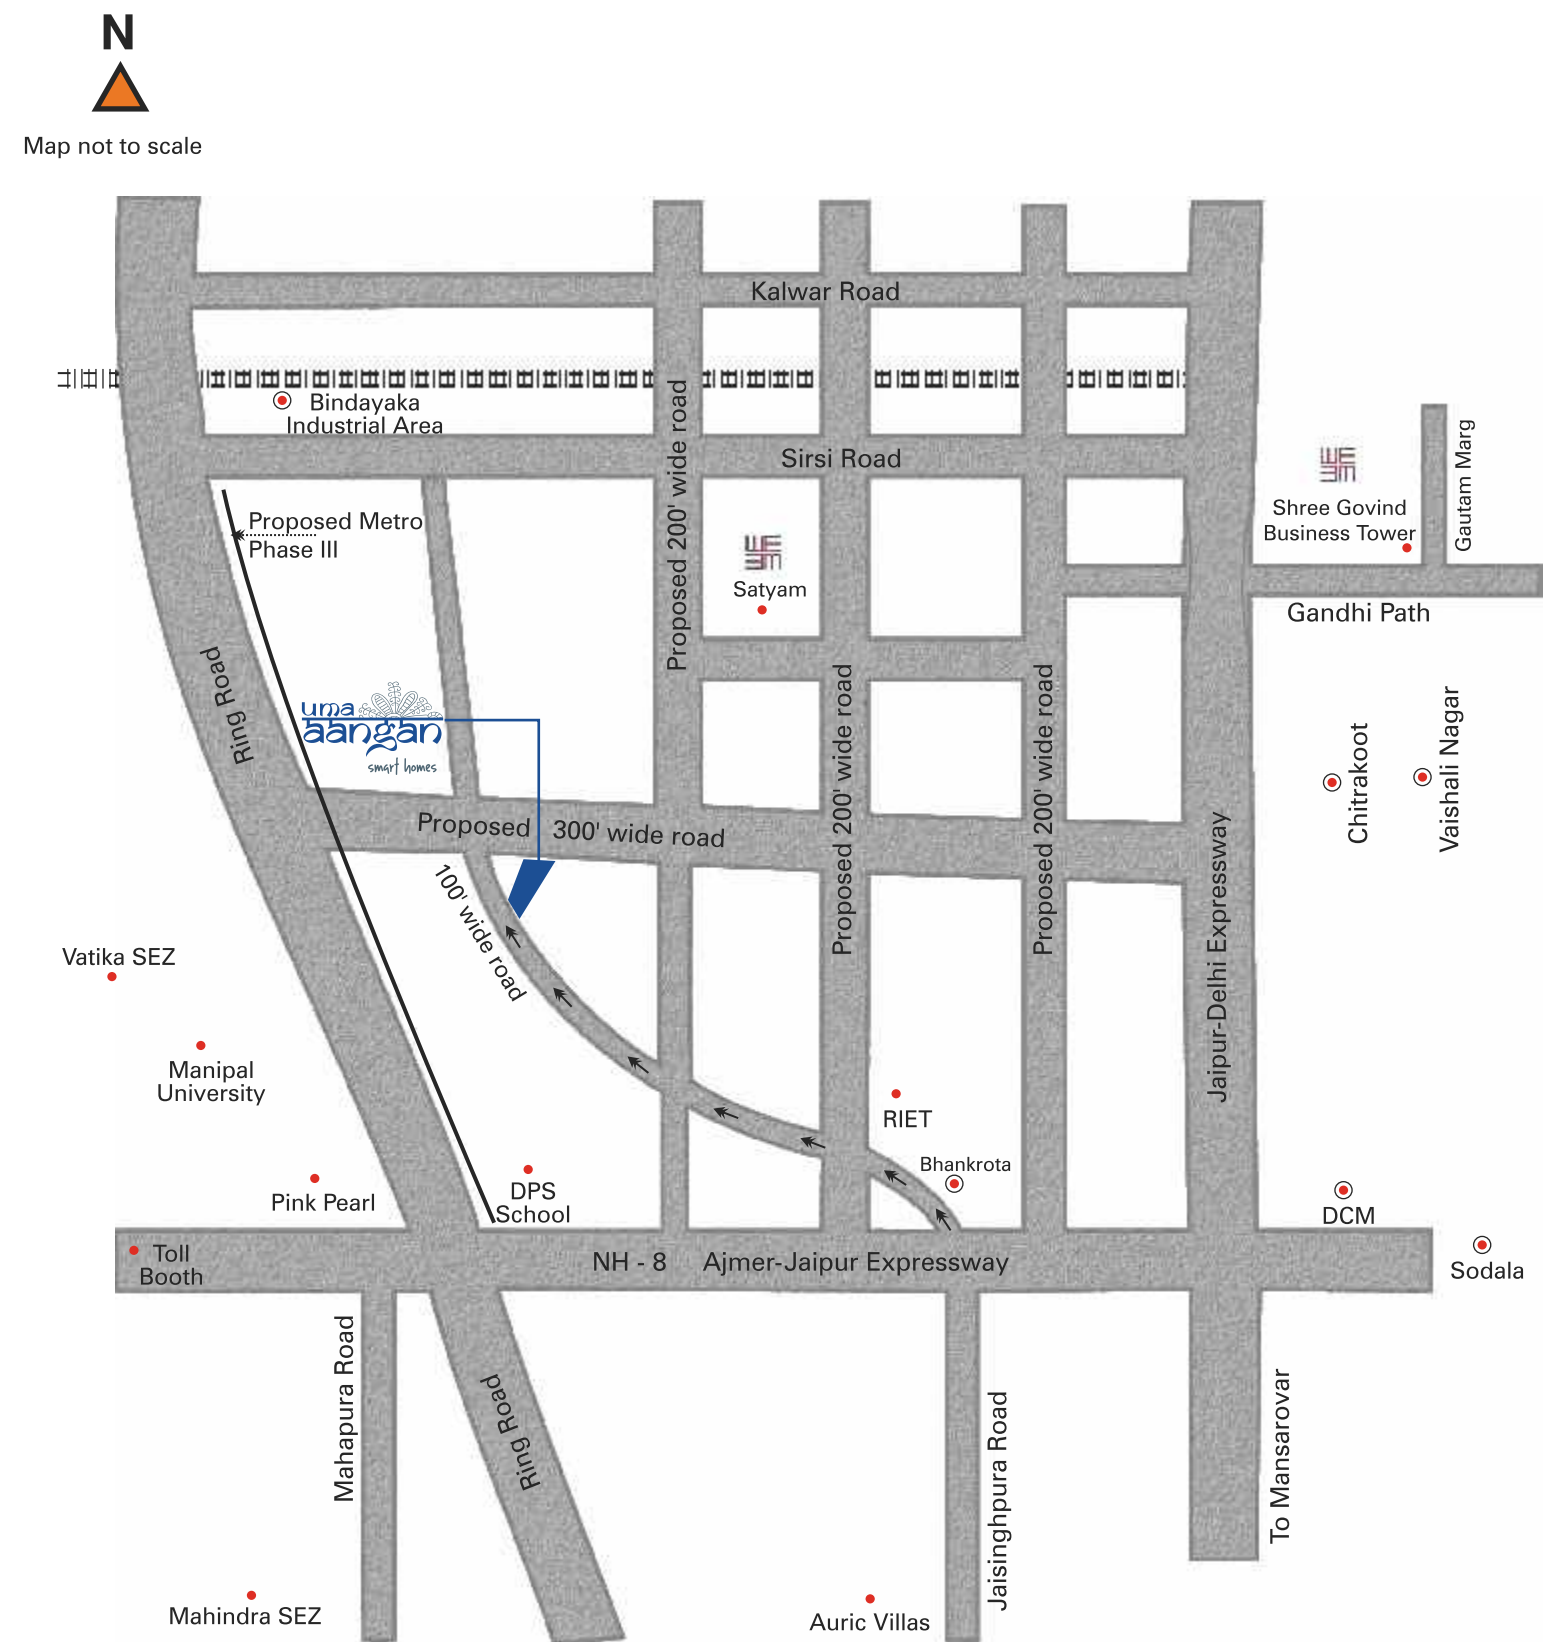 N
Map not to scale
Kalwar Road
Bindayaka
Industrial Area
Sirsi Road
Proposed 200' wide road
Gautam Marg
Shree Govind
Business Tower
Proposed Metro
Phase III
Satyam
Gandhi Path
Ring Road
uma
aangan
smart homes
Proposed 200' wide road
Proposed 200' wide road
Chitrakoot
Vaishali Nagar
Proposed 300' wide road
Jaipur-Delhi Expressway
100' wide road
Vatika SEZ
Manipal
University
RIET
Bhankrota
Pink Pearl
DPS
School
DCM
Toll
Booth
NH - 8 Ajmer-Jaipur Expressway
Sodala
Mahapura Road
Ring Road
Jaisinghpura Road
To Mansarovar
Mahindra SEZ
Auric Villas